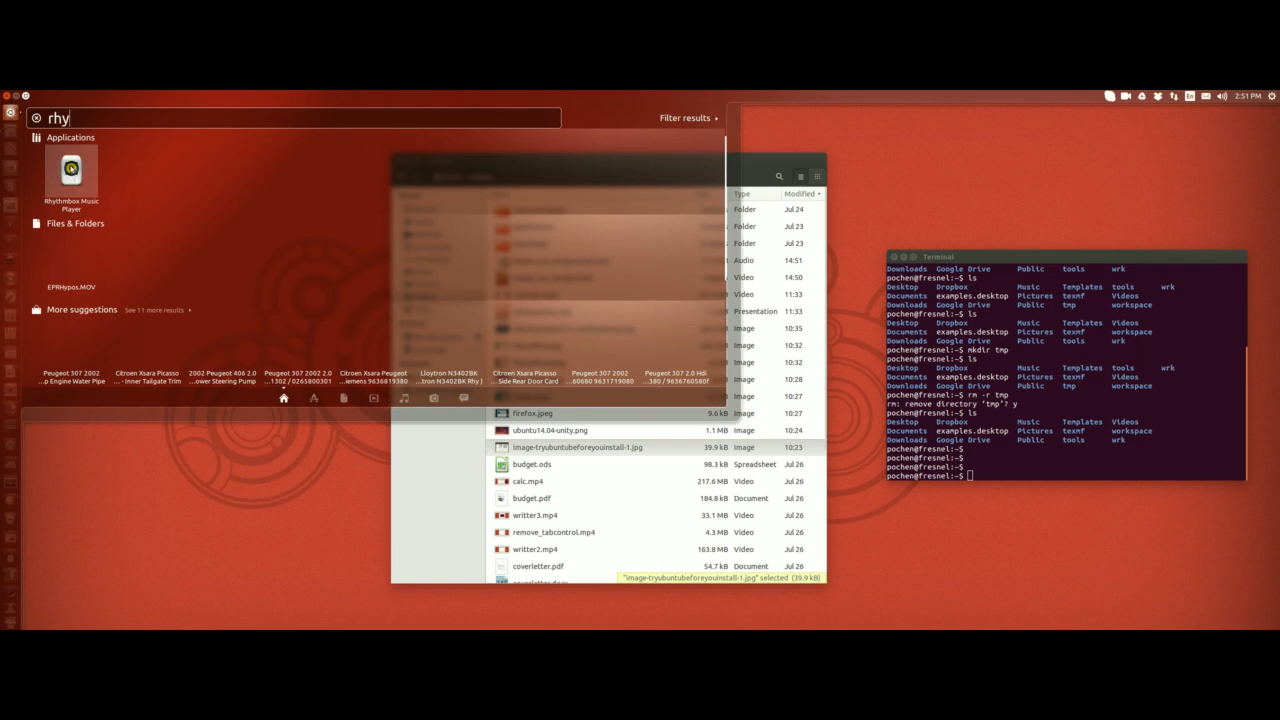 En
2:51 PM
rhy
Filter results
Applications
Rhythmbox Music
Player
Files & Folders
EPRHypos.MOV
More suggestions See 11 more results
Peugeot 307 2002
...p Engine Water Pipe
Citroen Xsara Picasso
... - Inner Tailgate Trim
2002 Peugeot 406 2.0
...ower Steering Pump
Peugeot 307 2002 2.0
...1302 / 0265800301
Citroen Xsara Peugeot
...iemens 9636819380
Lloytron N3402BK
...tron N3402BK Rhy )
Citroen Xsara Picasso
... Side Rear Door Card
Peugeot 307 2002
...60680 9631719080
Peugeot 307 2.0 Hdi
...380 / 9636760580f
Type Modified
Folder Jul 24
Folder Jul 23
Folder Jul 23
Audio 14:51
Video 14:50
Video 11:33
Presentation 11:33
Image 10:35
Image 10:32
Image 10:32
Image 10:28
Image 10:27
firefox.jpeg 9.6 kB Image 10:27
ubuntu14.04-unity.png 1.1 MB Image 10:24
image-tryubuntubeforeyouinstall-1.jpg 39.9 kB Image 10:23
budget.ods 98.3 kB Spreadsheet Jul 26
calc.mp4 217.6 MB Video Jul 26
budget.pdf 184.8 kB Document Jul 26
writter3.mp4 33.1 MB Video Jul 26
remove_tabcontrol.mp4 4.3 MB Video Jul 26
writter2.mp4 163.8 MB Video Jul 26
coverletter.pdf 54.7 kB Document Jul 26
"image-tryubuntubeforeyouinstall-1.jpg" selected (39.9 kB)
Terminal
Downloads Google Drive Public tools wrk
pochen@fresnel:~$ ls
Desktop Dropbox Music Templates tools wrk
Documents examples.desktop Pictures texmf Videos
Downloads Google Drive Public tmp workspace
pochen@fresnel:~$ ls
Desktop Dropbox Music Templates Videos
Documents examples.desktop Pictures texmf workspace
Downloads Google Drive Public tools wrk
pochen@fresnel:~$ mkdir tmp
pochen@fresnel:~$ ls
Desktop Dropbox Music Templates tools wrk
Documents examples.desktop Pictures texmf Videos
Downloads Google Drive Public tmp workspace
pochen@fresnel:~$ rm -r tmp
rm: remove directory ‘tmp’? y
pochen@fresnel:~$ ls
Desktop Dropbox Music Templates Videos
Documents examples.desktop Pictures texmf workspace
Downloads Google Drive Public tools wrk
pochen@fresnel:~$
pochen@fresnel:~$
pochen@fresnel:~$
pochen@fresnel:~$